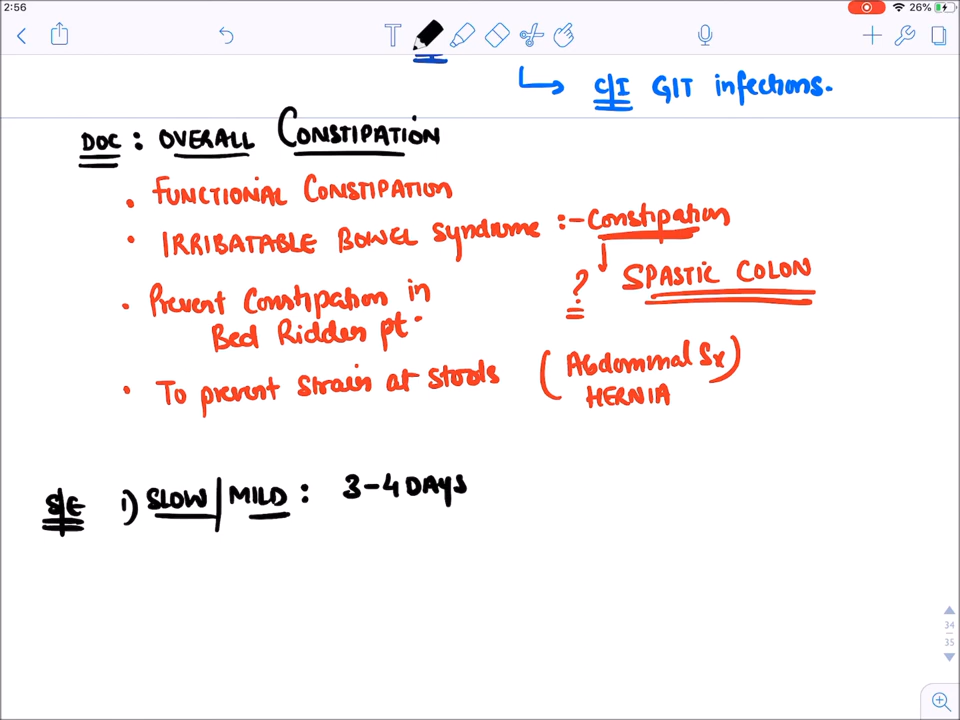 2:56
26%
T
C/I GIT infections.
DOC : OVERALL CONSTIPATION
• FUNCTIONAL CONSTIPATION
• IRRIBATABLE BOWEL Syndrome :- Constipation
? SPASTIC COLON
• Prevent Constipation in
Bed Ridden pt.
• To prevent Strain at Stools (Abdominal Sx)
HERNIA
S/E 1) SLOW / MILD : 3-4 DAYS
34
35